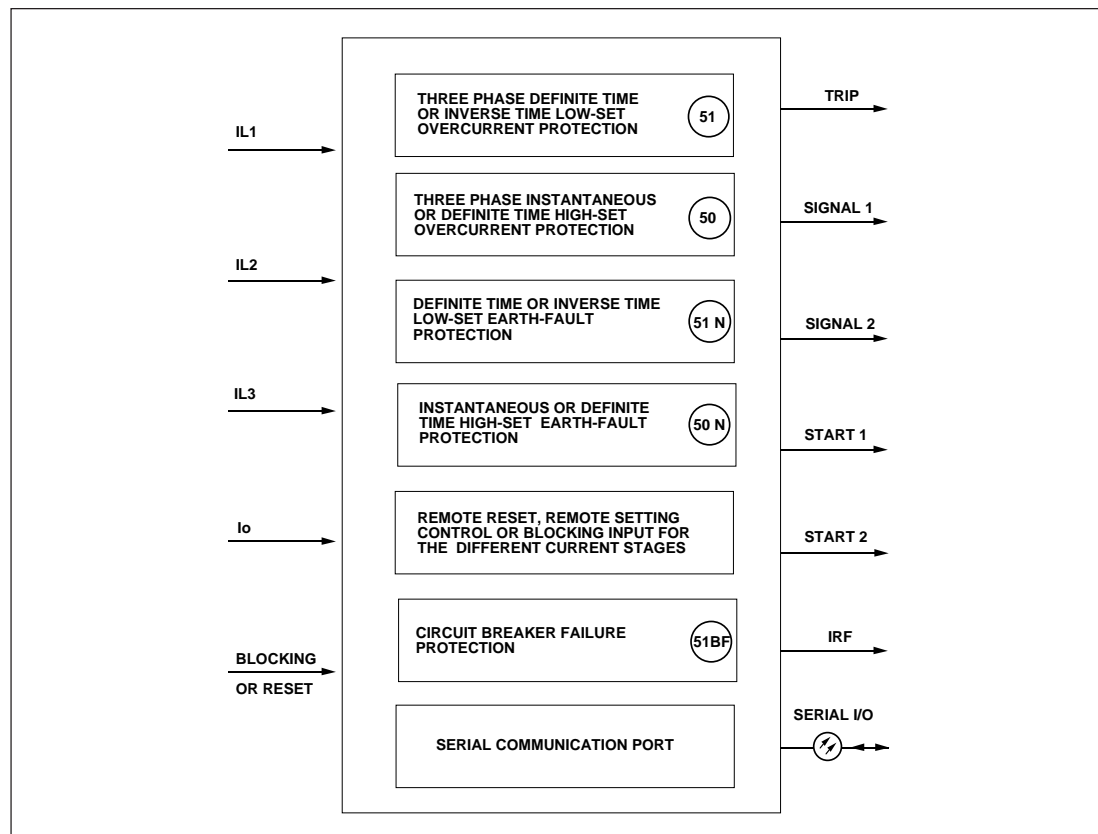 IL1
IL2
IL3
Io
BLOCKING
OR RESET
THREE PHASE DEFINITE TIME
OR INVERSE TIME LOW-SET
OVERCURRENT PROTECTION
51
THREE PHASE INSTANTANEOUS
OR DEFINITE TIME HIGH-SET
OVERCURRENT PROTECTION
50
DEFINITE TIME OR INVERSE TIME
LOW-SET EARTH-FAULT
PROTECTION
51 N
INSTANTANEOUS OR DEFINITE
TIME HIGH-SET EARTH-FAULT
PROTECTION
50 N
REMOTE RESET, REMOTE SETTING
CONTROL OR BLOCKING INPUT FOR
THE DIFFERENT CURRENT STAGES
CIRCUIT BREAKER FAILURE
PROTECTION
51BF
SERIAL COMMUNICATION PORT
TRIP
SIGNAL 1
SIGNAL 2
START 1
START 2
IRF
SERIAL I/O